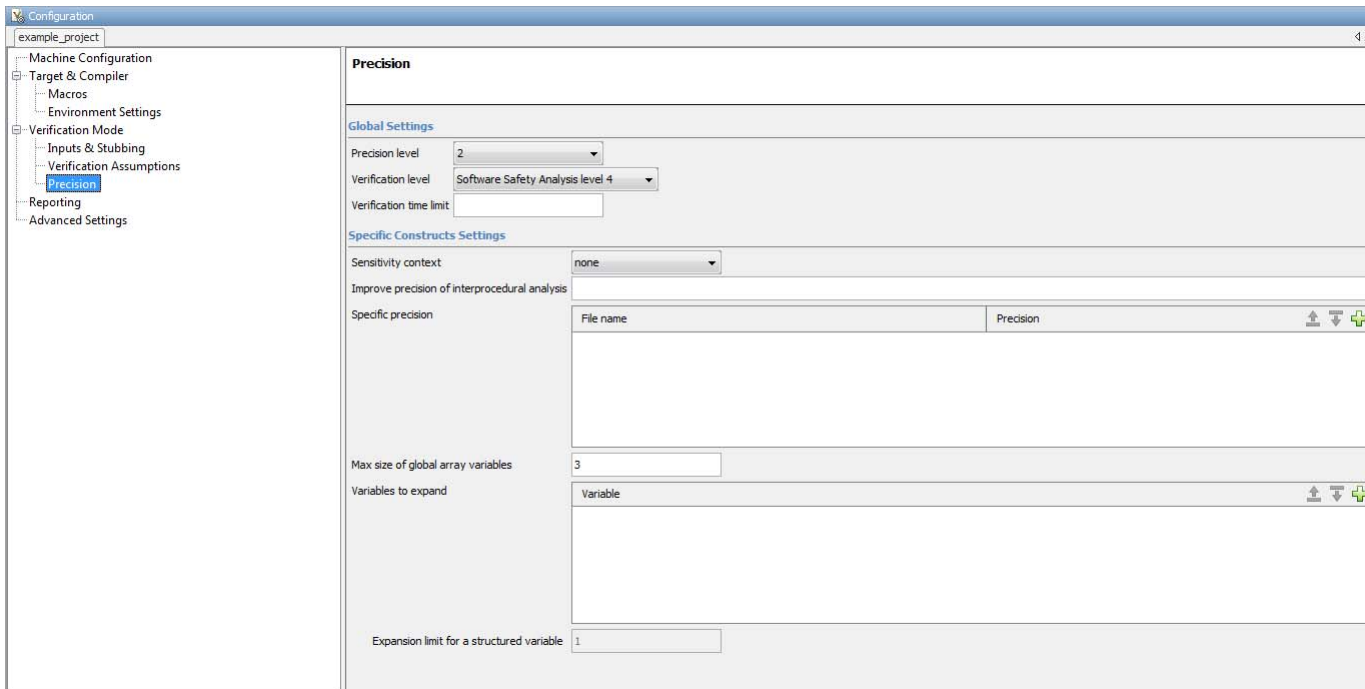 Configuration
example_project
Machine Configuration
Target & Compiler
Macros
Environment Settings
Verification Mode
Inputs & Stubbing
Verification Assumptions
Precision
Reporting
Advanced Settings
Precision
Global Settings
Precision level 2
Verification level Software Safety Analysis level 4
Verification time limit
Specific Constructs Settings
Sensitivity context none
Improve precision of interprocedural analysis
Specific precision File name Precision
Max size of global array variables 3
Variables to expand Variable
Expansion limit for a structured variable 1